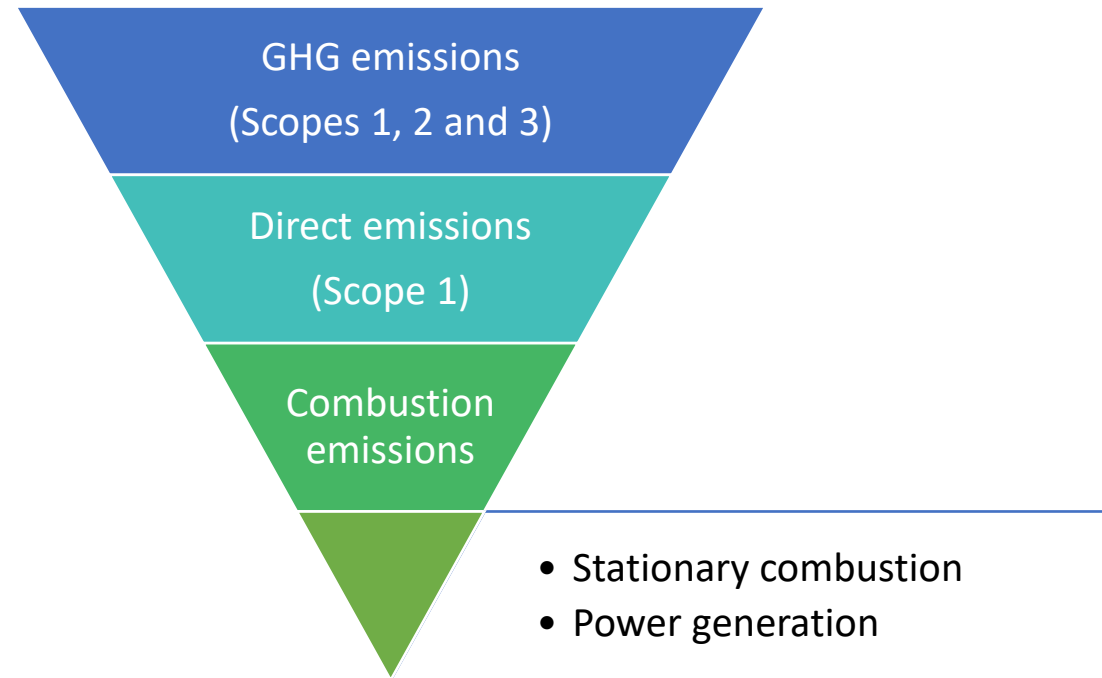 GHG emissions
(Scopes 1, 2 and 3)
Direct emissions
(Scope 1)
Combustion
emissions
• Stationary combustion
• Power generation